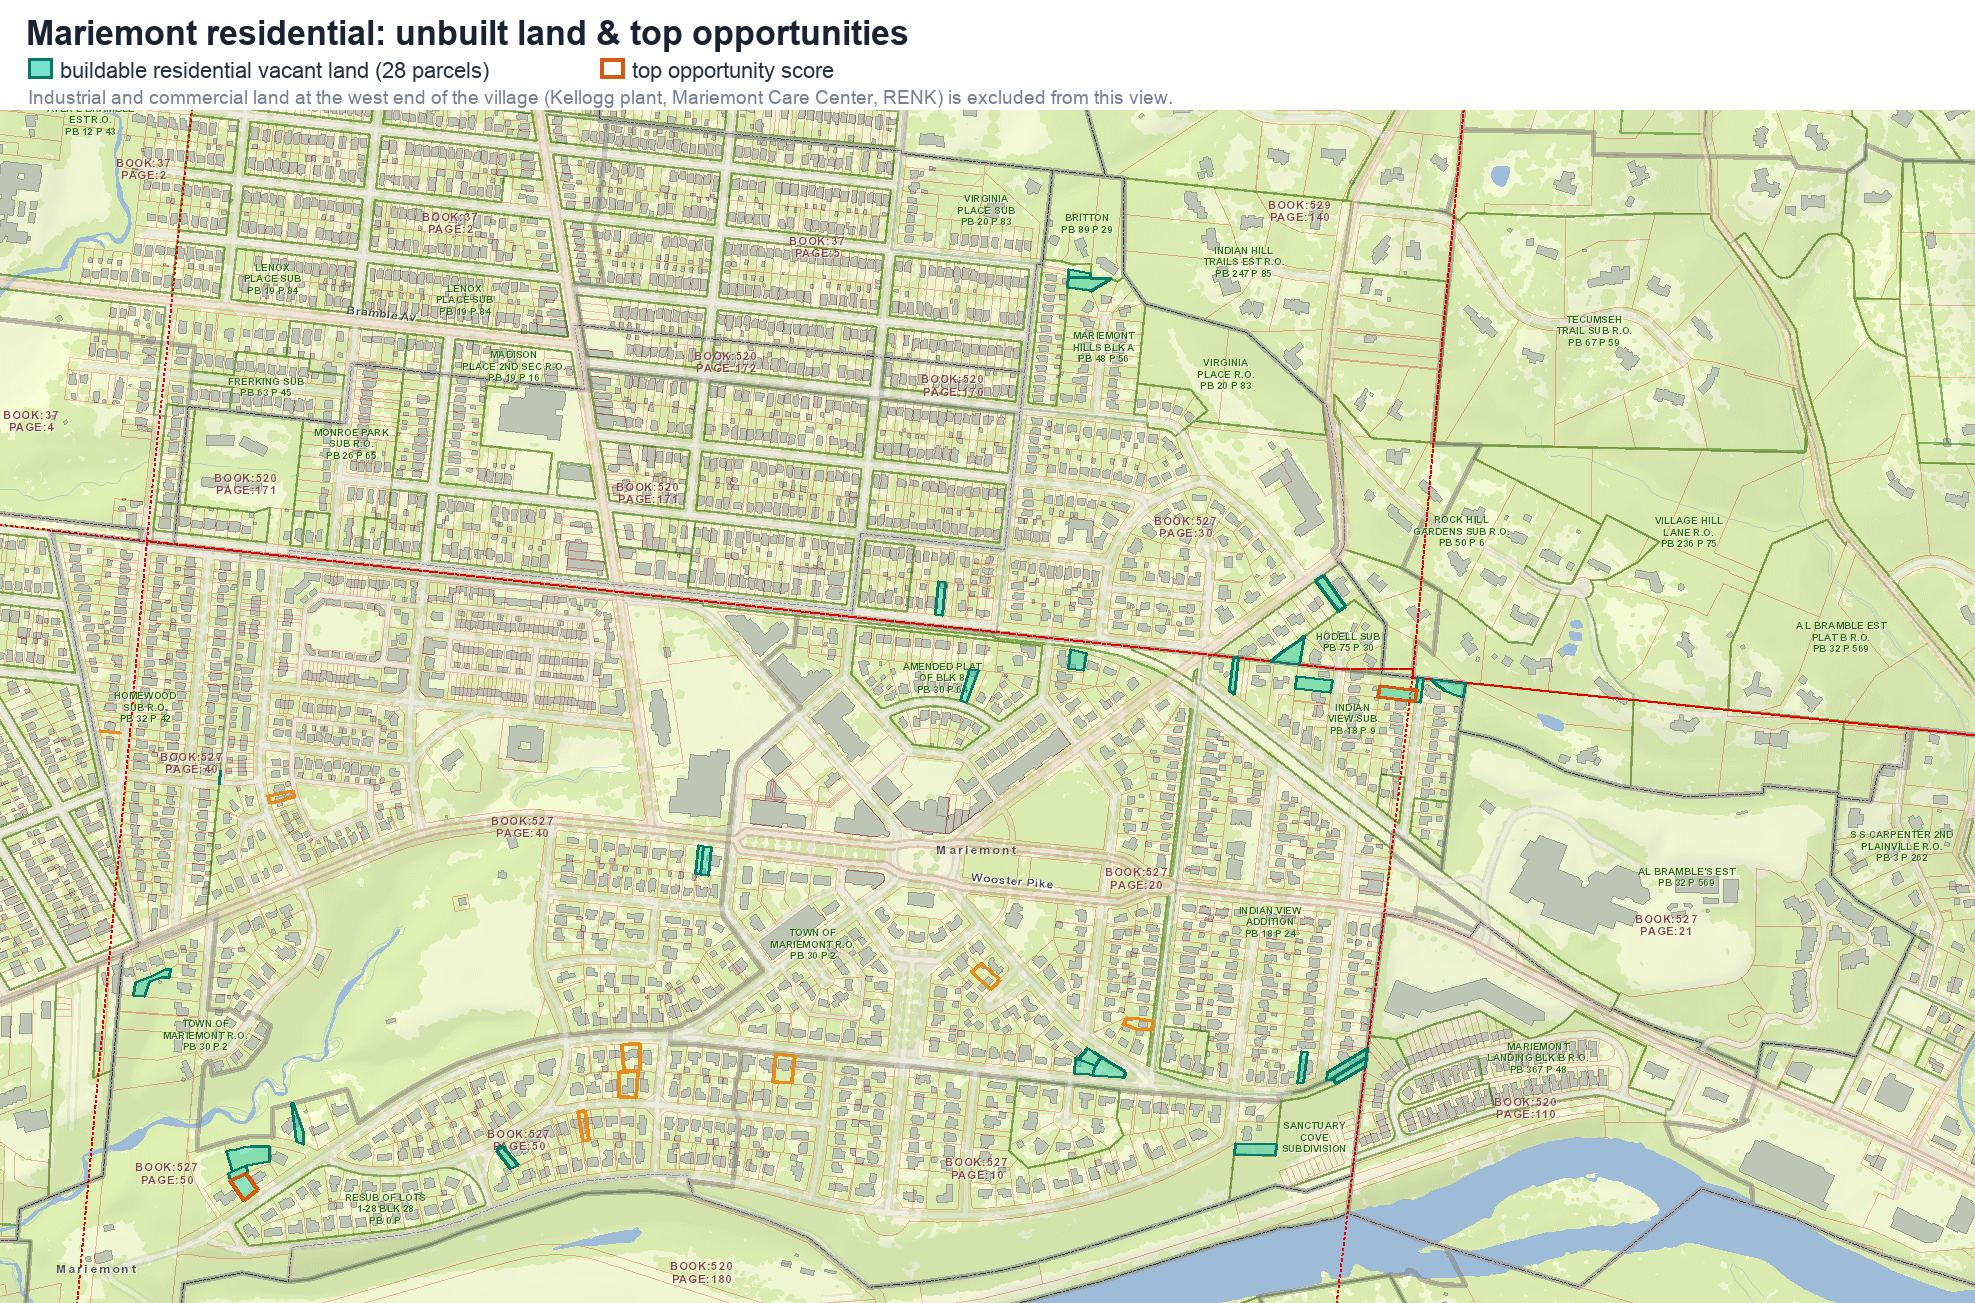 Mariemont residential: unbuilt land & top opportunities
buildable residential vacant land (28 parcels)
top opportunity score
Industrial and commercial land at the west end of the village (Kellogg plant, Mariemont Care Center, RENK) is excluded from this view.
EST R.O.
PB 12 P 43
BOOK:37
PAGE:2
BOOK:37
PAGE:2
BOOK:37
PAGE:5
VIRGINIA
PLACE SUB
PB 20 P 83
BRITTON
PB 89 P 29
BOOK:529
PAGE:140
INDIAN HILL
TRAILS EST R.O.
PB 247 P 85
LENOX
PLACE SUB
PB 19 P 84
LENOX
PLACE SUB
PB 19 P 84
Bramble Av
TECUMSEH
TRAIL SUB R.O.
PB 67 P 59
MARIEMONT
HILLS BLK A
PB 48 P 56
MADISON
PLACE 2ND SEC R.O.
PB 19 P 16
BOOK:520
PAGE:172
BOOK:520
PAGE:170
VIRGINIA
PLACE R.O.
PB 20 P 83
FRERKING SUB
PB 63 P 45
BOOK:37
PAGE:4
MONROE PARK
SUB R.O.
PB 26 P 65
BOOK:520
PAGE:171
BOOK:520
PAGE:171
BOOK:527
PAGE:30
ROCK HILL
GARDENS SUB R.O.
PB 50 P 6
VILLAGE HILL
LANE R.O.
PB 236 P 75
HODELL SUB
PB 75 P 30
A L BRAMBLE EST
PLAT B R.O.
PB 32 P 569
AMENDED PLAT
OF BLK 8
HOMEWOOD
SUB R.O.
PB 32 P 42
INDIAN
VIEW SUB
PB 18 P 9
BOOK:527
PAGE:40
BOOK:527
PAGE:40
S S CARPENTER 2ND
PLAINVILLE R.O.
PB 3 P 262
Mariemont
Wooster Pike
BOOK:527
PAGE:20
AL BRAMBLE'S EST
PB 32 P 569
BOOK:527
PAGE:21
INDIAN VIEW
ADDITION
PB 18 P 24
TOWN OF
MARIEMONT R.O.
PB 30 P 2
TOWN OF
MARIEMONT R.O.
PB 30 P 2
MARIEMONT
LANDING BLK B R.O.
PB 367 P 48
BOOK:520
PAGE:110
BOOK:527
PAGE:50
SANCTUARY
COVE
SUBDIVISION
BOOK:527
PAGE:50
BOOK:527
PAGE:10
RESUB OF LOTS
1-28 BLK 28
PB 0 P
Mariemont
BOOK:520
PAGE:180